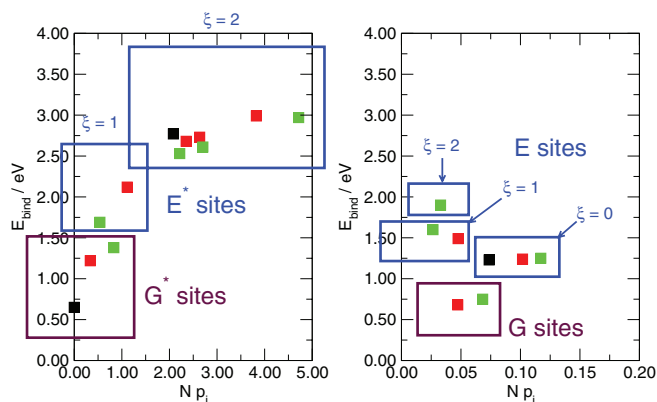 ξ = 2
4.00
3.50
3.00
2.50
2.00
1.50
1.00
0.50
0.00
E_bind / eV
ξ = 1
E* sites
G* sites
0.00 1.00 2.00 3.00 4.00 5.00
N p_i
4.00
3.50
3.00
2.50
2.00
1.50
1.00
0.50
0.00
E_bind / eV
ξ = 2
E sites
ξ = 1
ξ = 0
G sites
0.00 0.05 0.10 0.15 0.20
N p_i